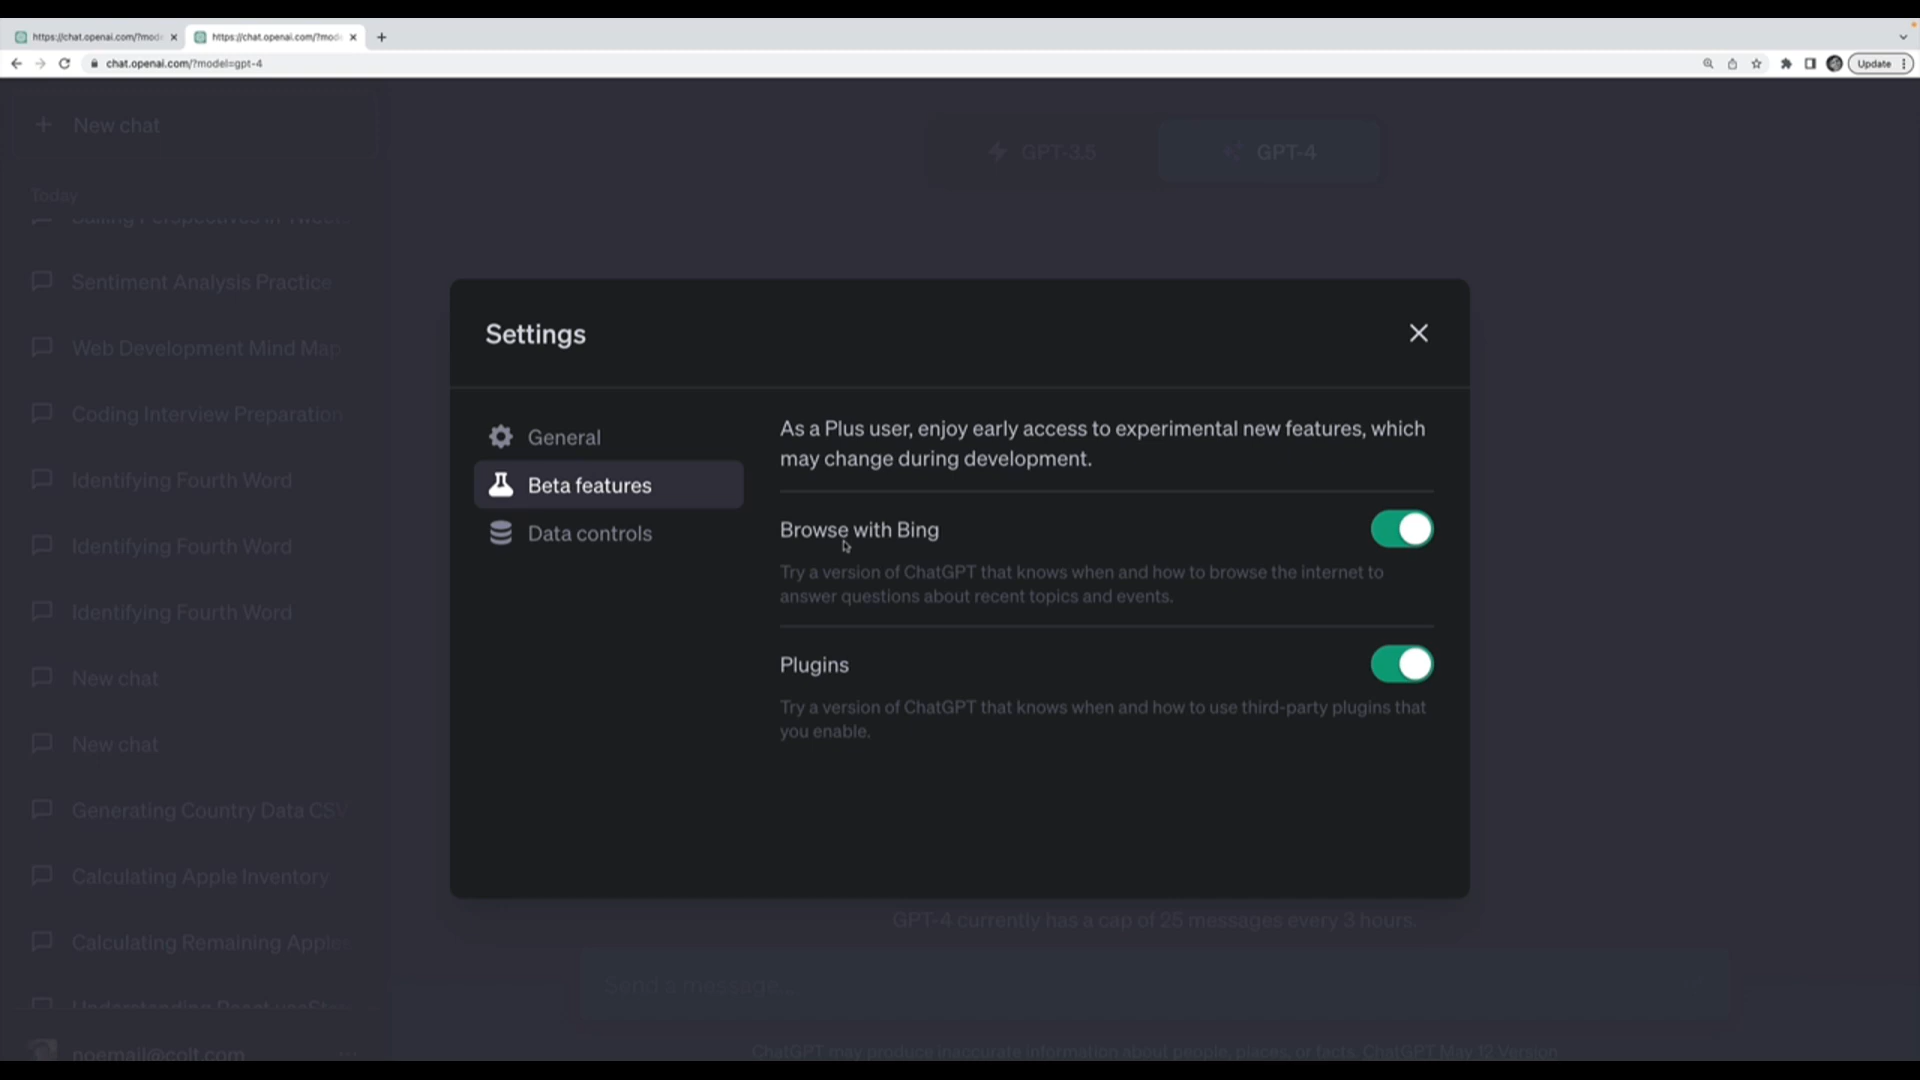 https://chat.openai.com/?mod
https://chat.openai.com/?mod
chat.openai.com/?model=gpt-4
Update
New chat
GPT-3.5
GPT-4
Today
Sentiment Analysis Practice
Web Development Mind Map
Coding Interview Preparation
Identifying Fourth Word
Identifying Fourth Word
Identifying Fourth Word
New chat
New chat
Generating Country Data CSV
Calculating Apple Inventory
Calculating Remaining Apples
Settings
General
Beta features
Data controls
As a Plus user, enjoy early access to experimental new features, which
may change during development.
Browse with Bing
Try a version of ChatGPT that knows when and how to browse the internet to
answer questions about recent topics and events.
Plugins
Try a version of ChatGPT that knows when and how to use third-party plugins that
you enable.
GPT-4 currently has a cap of 25 messages every 3 hours.
Send a message...
noemail@colt.com
ChatGPT may produce inaccurate information about people, places, or facts. ChatGPT May 12 Version